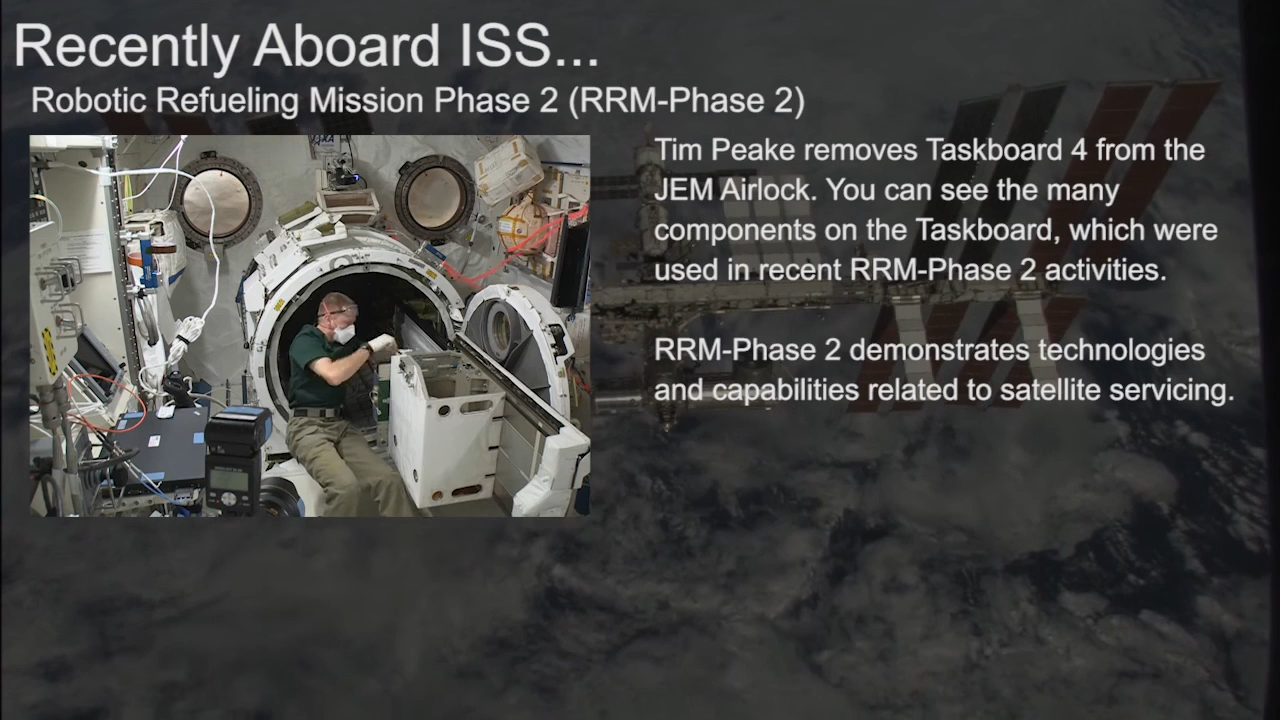 Recently Aboard ISS...
Robotic Refueling Mission Phase 2 (RRM-Phase 2)
Tim Peake removes Taskboard 4 from the
JEM Airlock. You can see the many
components on the Taskboard, which were
used in recent RRM-Phase 2 activities.
RRM-Phase 2 demonstrates technologies
and capabilities related to satellite servicing.